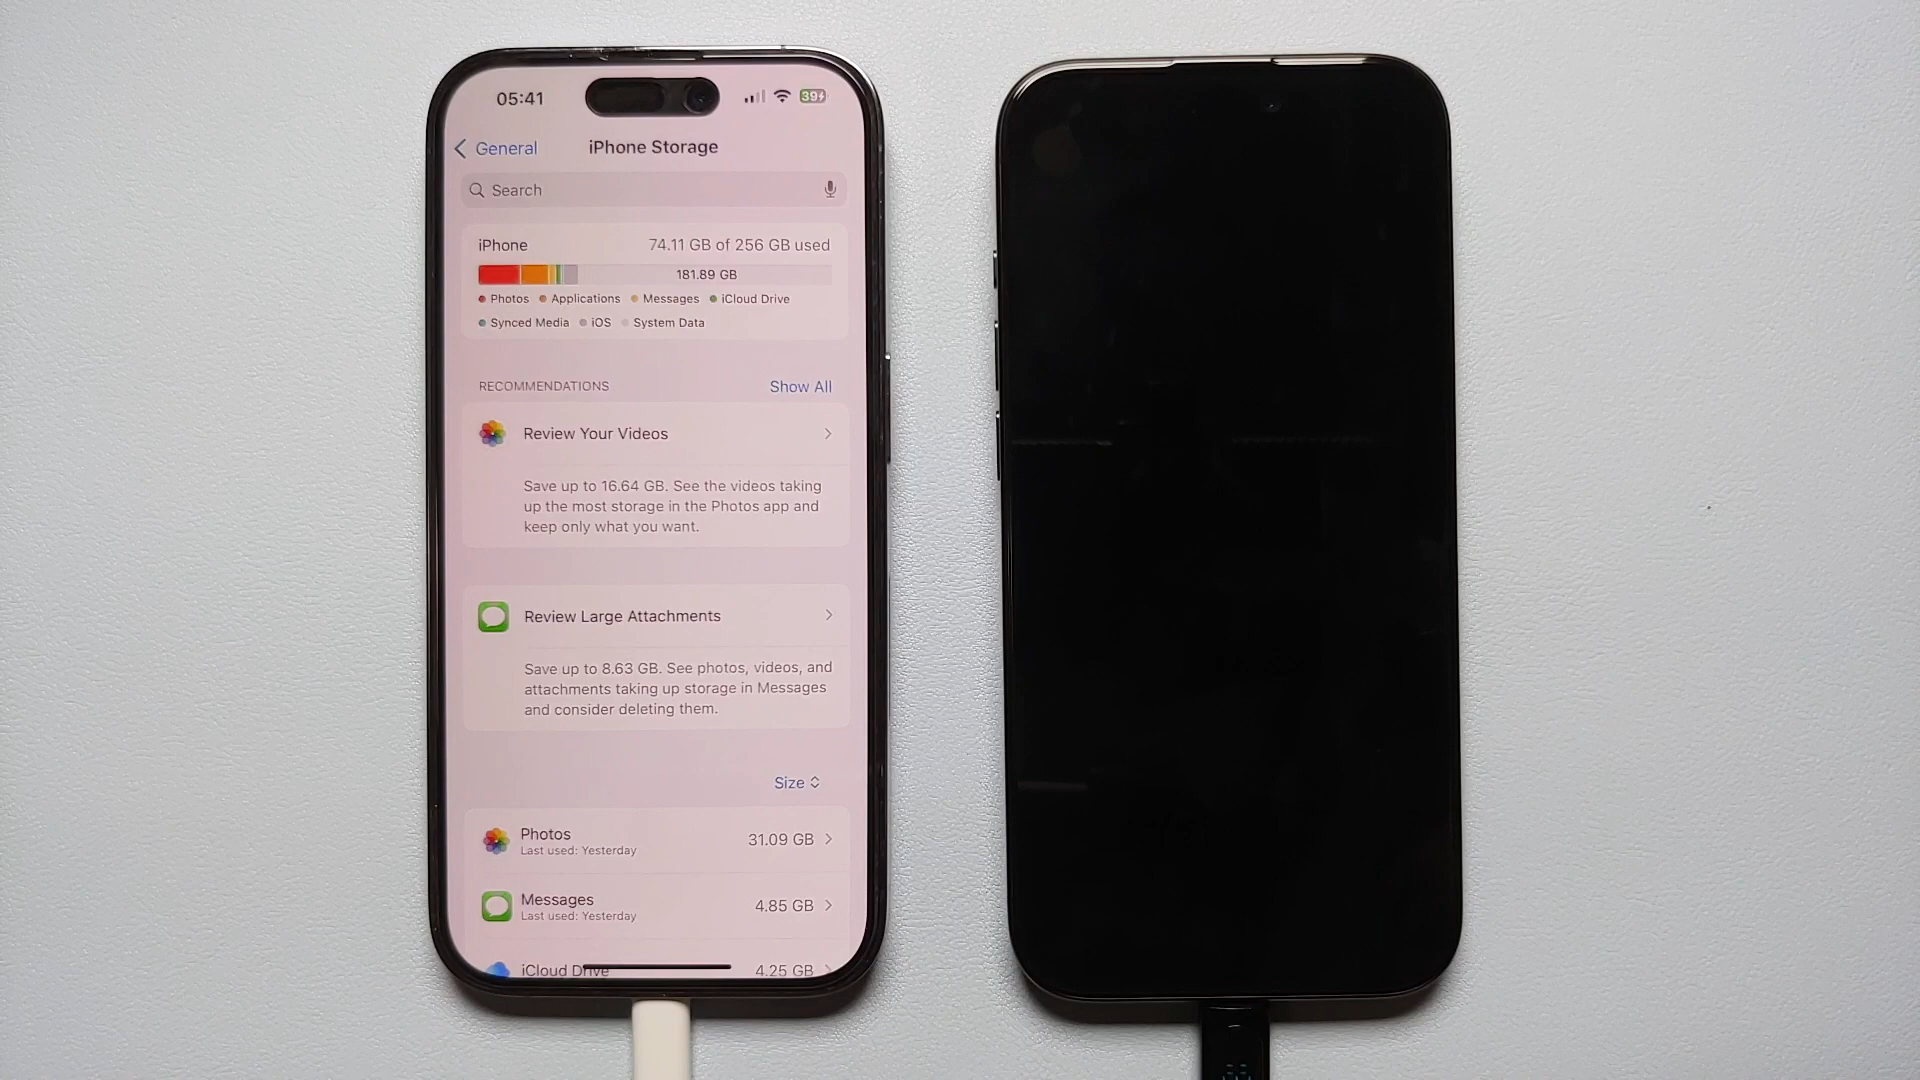 05:41
39
General
iPhone Storage
Search
iPhone
74.11 GB of 256 GB used
181.89 GB
Photos Applications Messages iCloud Drive
Synced Media iOS System Data
RECOMMENDATIONS
Show All
Review Your Videos
Save up to 16.64 GB. See the videos taking
up the most storage in the Photos app and
keep only what you want.
Review Large Attachments
Save up to 8.63 GB. See photos, videos, and
attachments taking up storage in Messages
and consider deleting them.
Size
Photos
31.09 GB
Last used: Yesterday
Messages
4.85 GB
Last used: Yesterday
iCloud Drive
4.25 GB